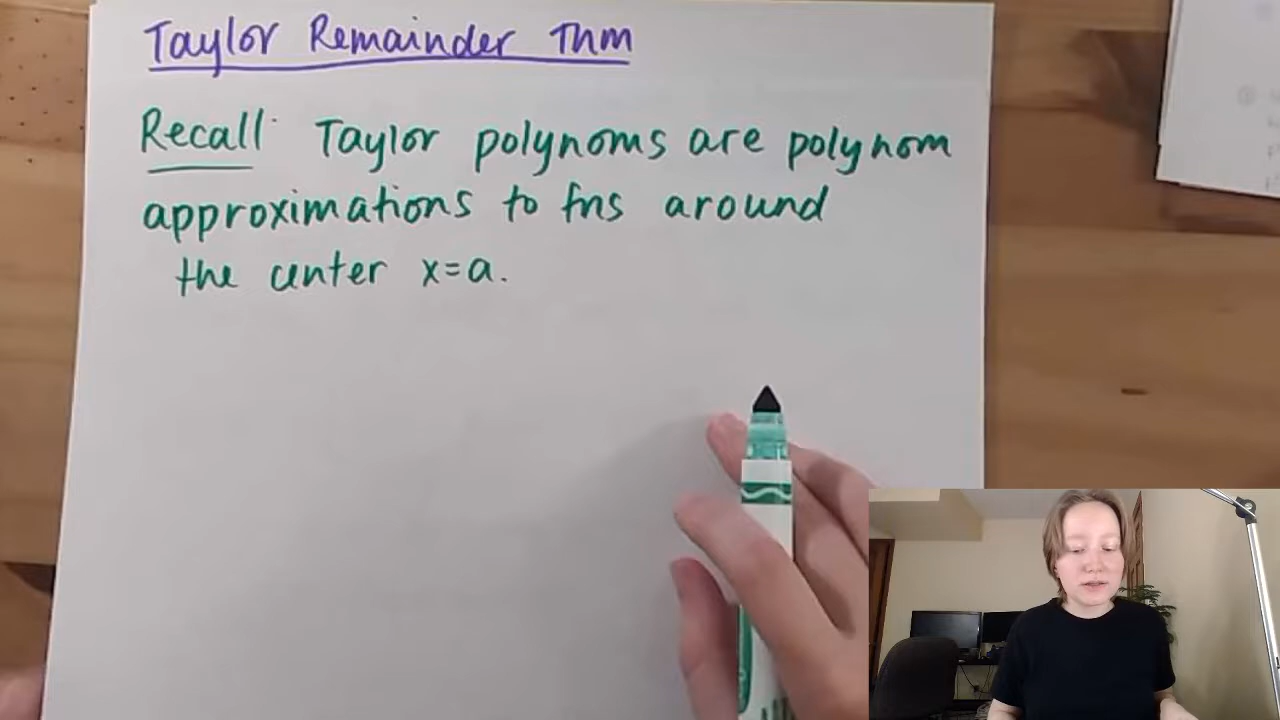 Taylor Remainder Thm
Recall: Taylor polynoms are polynom
approximations to fns around
the center x=a.